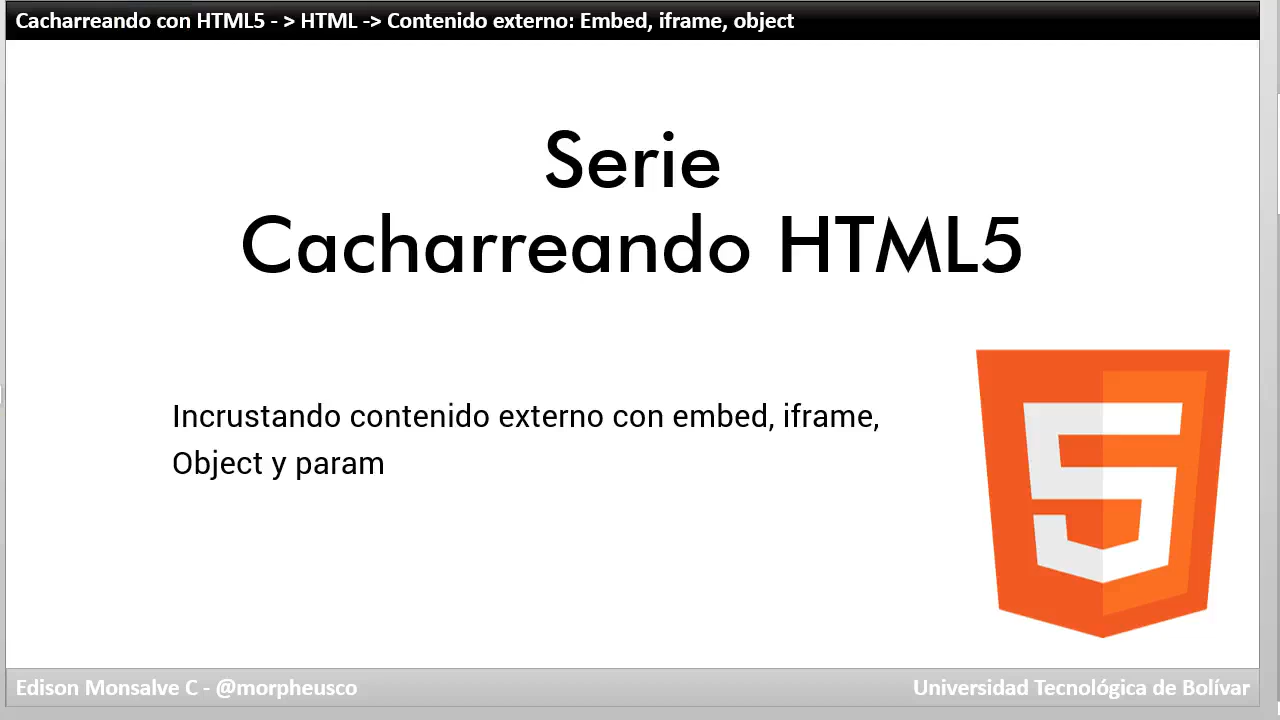 Cacharreando con HTML5 - > HTML -> Contenido externo: Embed, iframe, object
Serie
Cacharreando HTML5
Incrustando contenido externo con embed, iframe,
Object y param
5
Edison Monsalve C - @morpheusco
Universidad Tecnológica de Bolívar